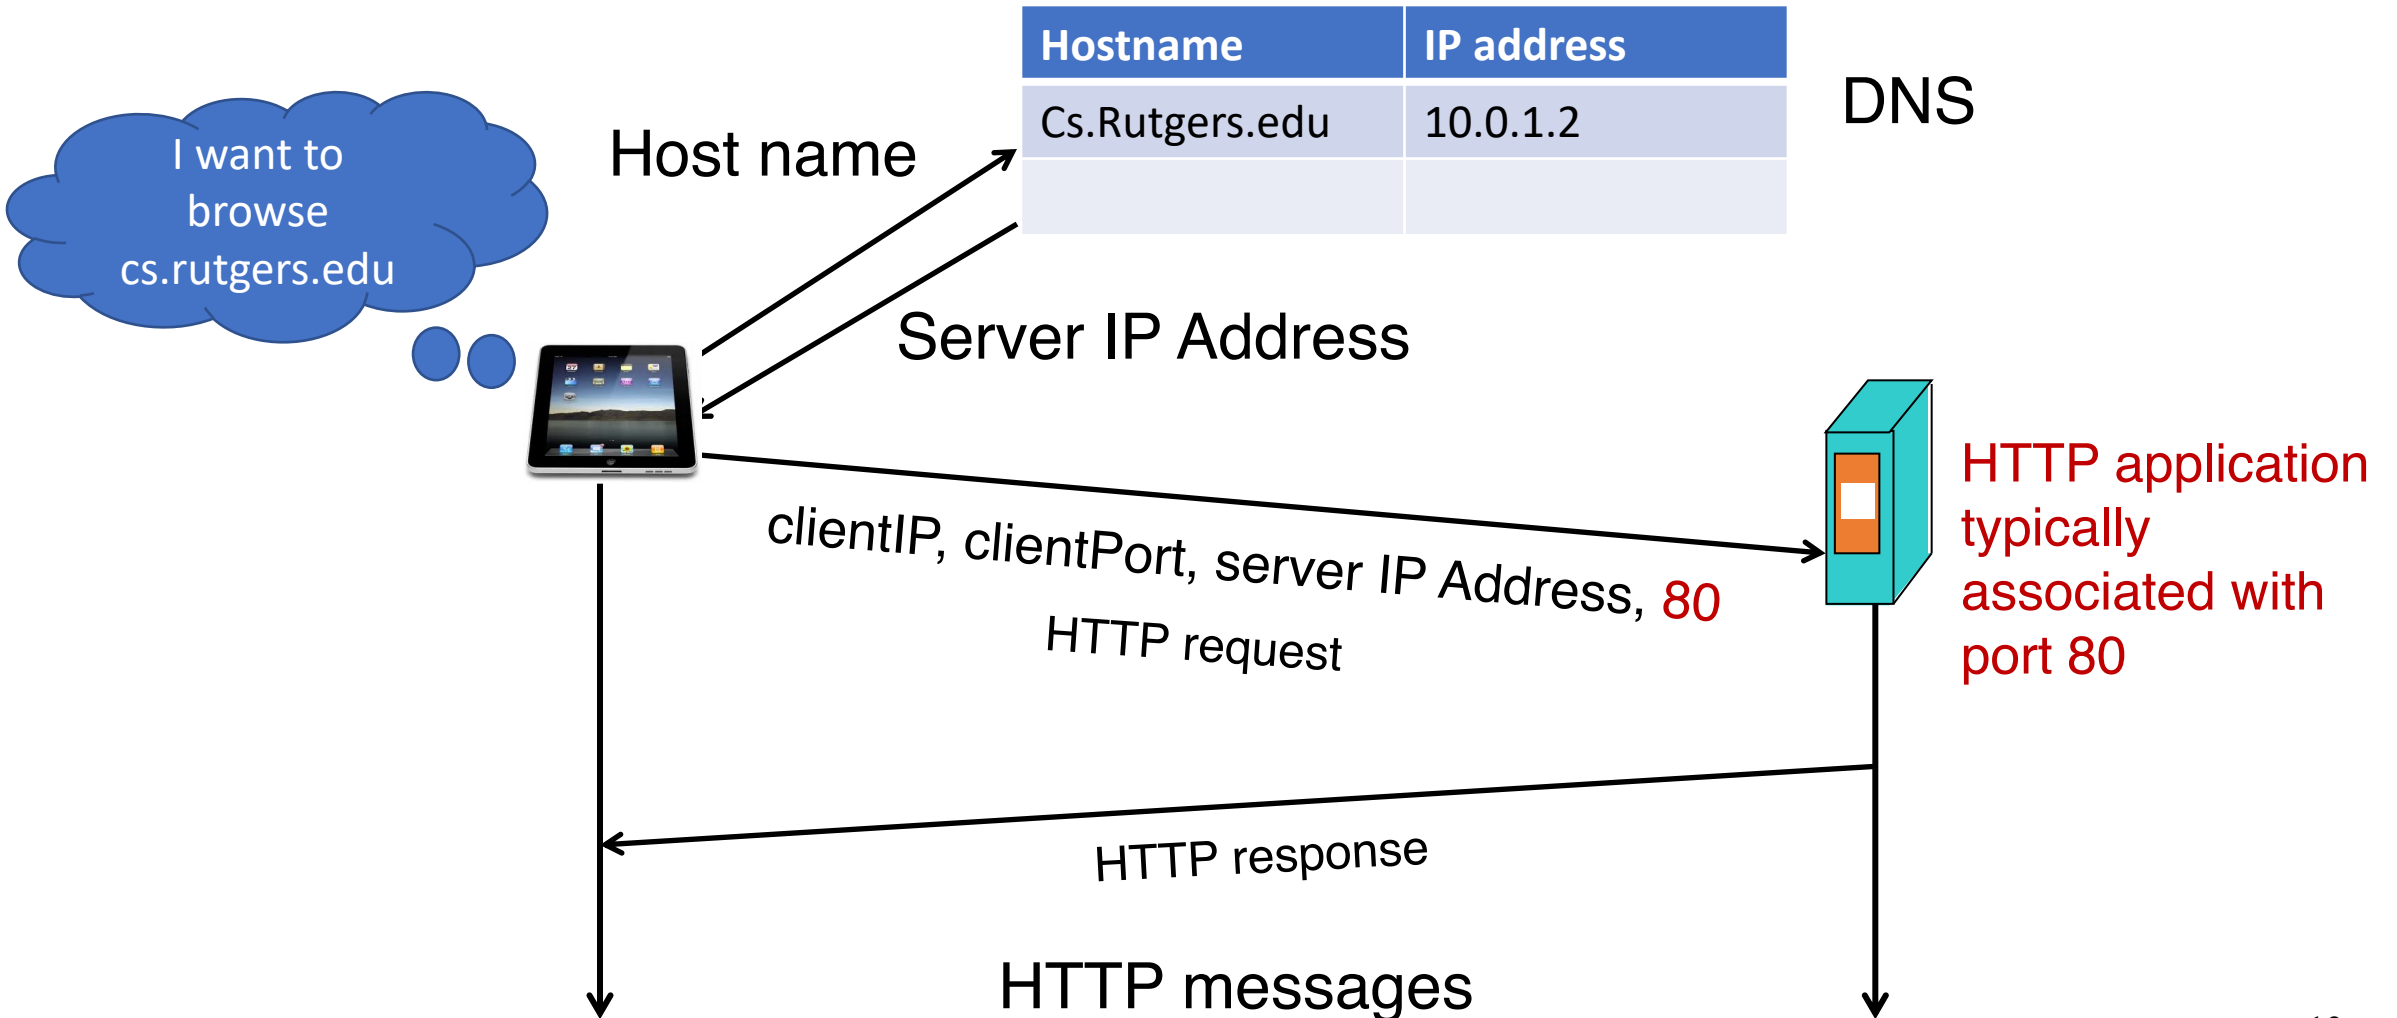 Hostname IP address
Cs.Rutgers.edu 10.0.1.2
DNS
I want to
browse
cs.rutgers.edu
Host name
Server IP Address
clientIP, clientPort, server IP Address, 80
HTTP request
HTTP application
typically
associated with
port 80
HTTP response
HTTP messages